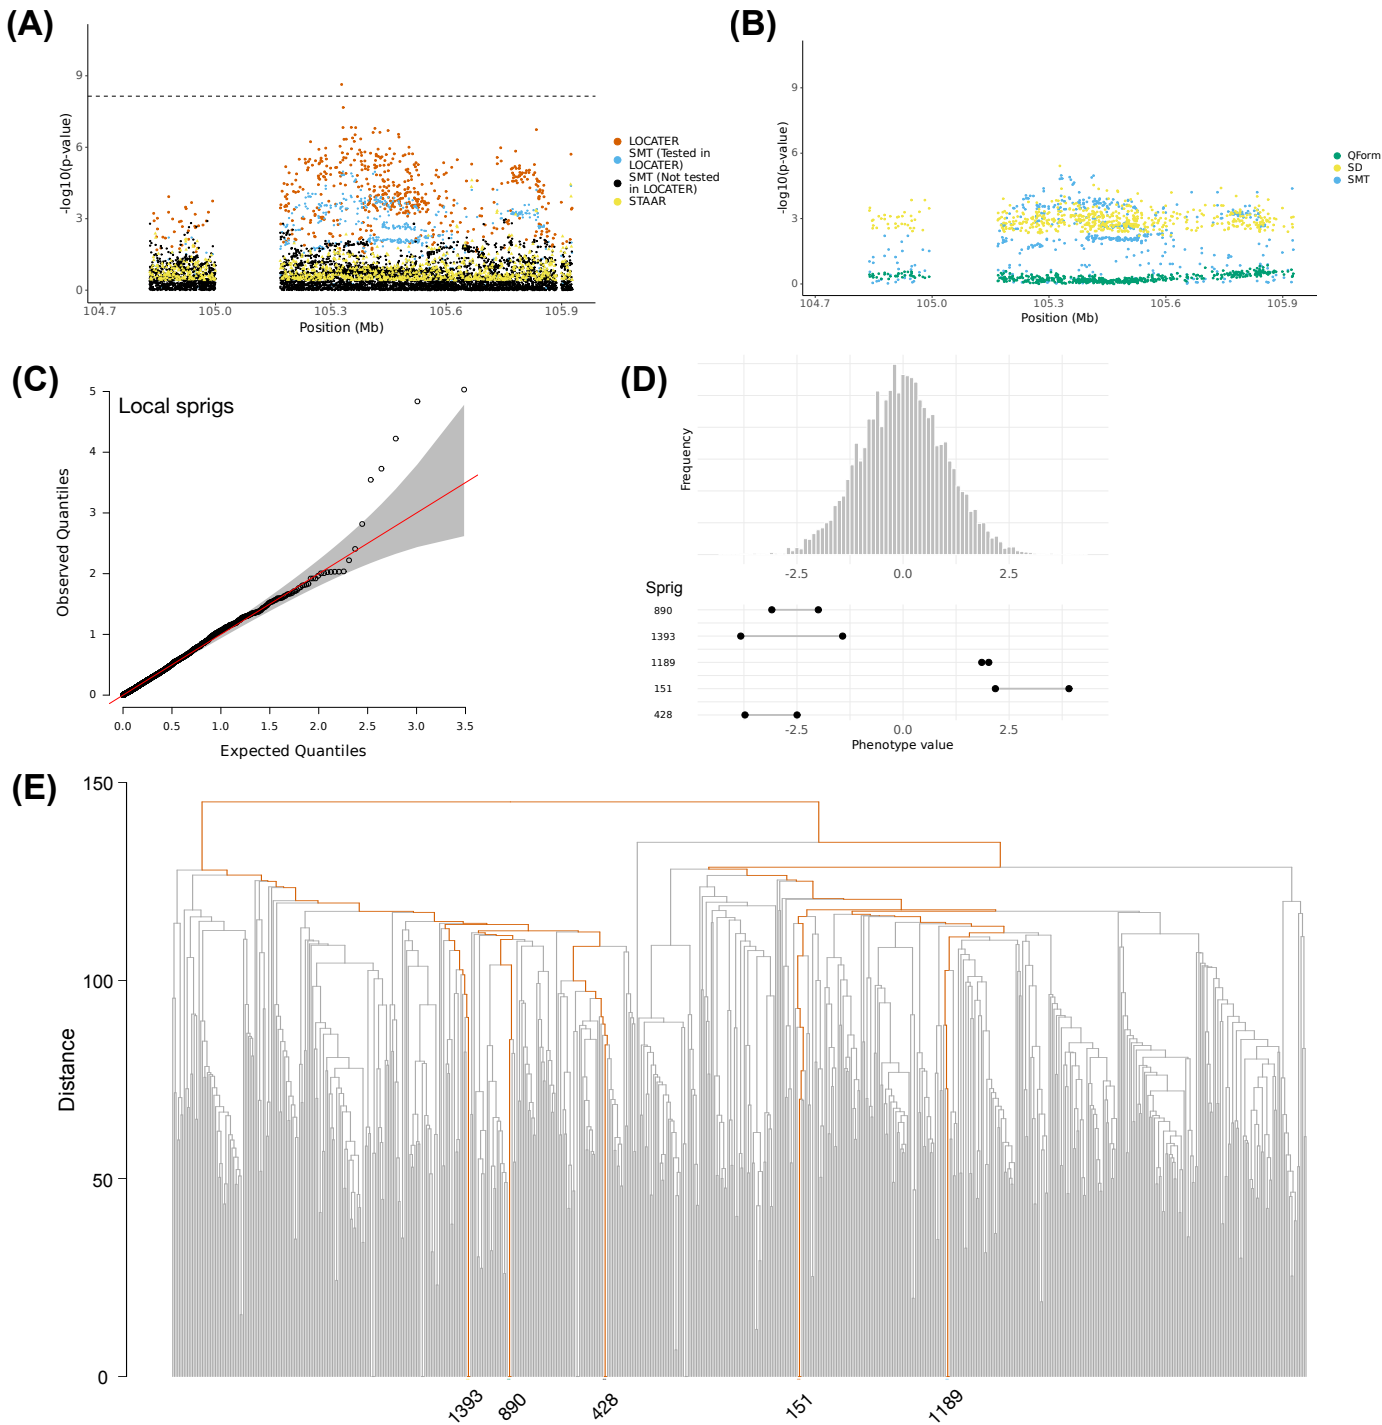 (A)
9
6
3
0
-log10(p-value)
104.7
105.0
105.3
105.6
105.9
Position (Mb)
LOCATER
SMT (Tested in
LOCATER)
SMT (Not tested
in LOCATER)
STAAR
(B)
9
6
3
0
-log10(p-value)
104.7
105.0
105.3
105.6
105.9
Position (Mb)
QForm
SD
SMT
(C)
Local sprigs
5
4
3
2
1
0
Observed Quantiles
0.0
0.5
1.0
1.5
2.0
2.5
3.0
3.5
Expected Quantiles
(D)
Frequency
-2.5
0.0
2.5
Sprig
890
1393
1189
151
428
-2.5
0.0
2.5
Phenotype value
(E)
150
100
50
0
Distance
1393
890
428
151
1189